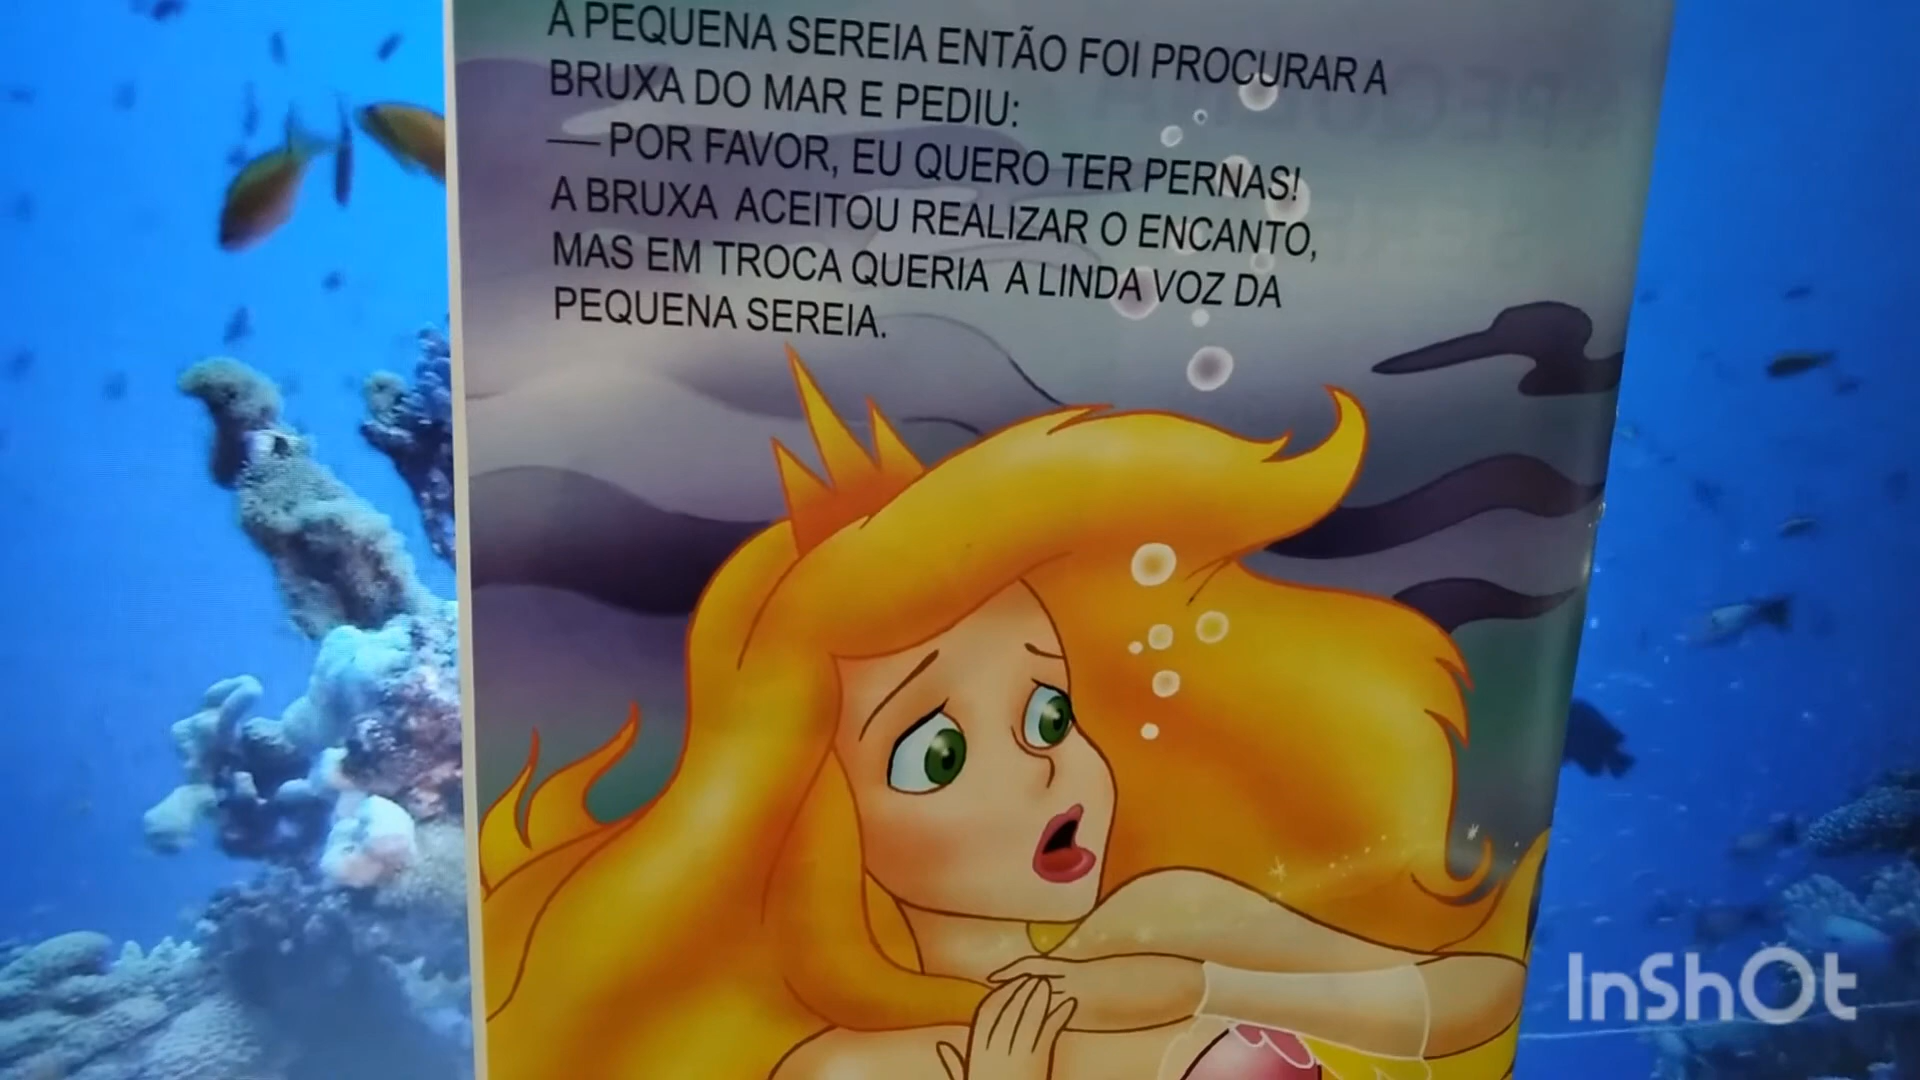 A PEQUENA SEREIA ENTÃO FOI PROCURAR A
BRUXA DO MAR E PEDIU:
— POR FAVOR, EU QUERO TER PERNAS!
A BRUXA ACEITOU REALIZAR O ENCANTO,
MAS EM TROCA QUERIA A LINDA VOZ DA
PEQUENA SEREIA.
InShOt